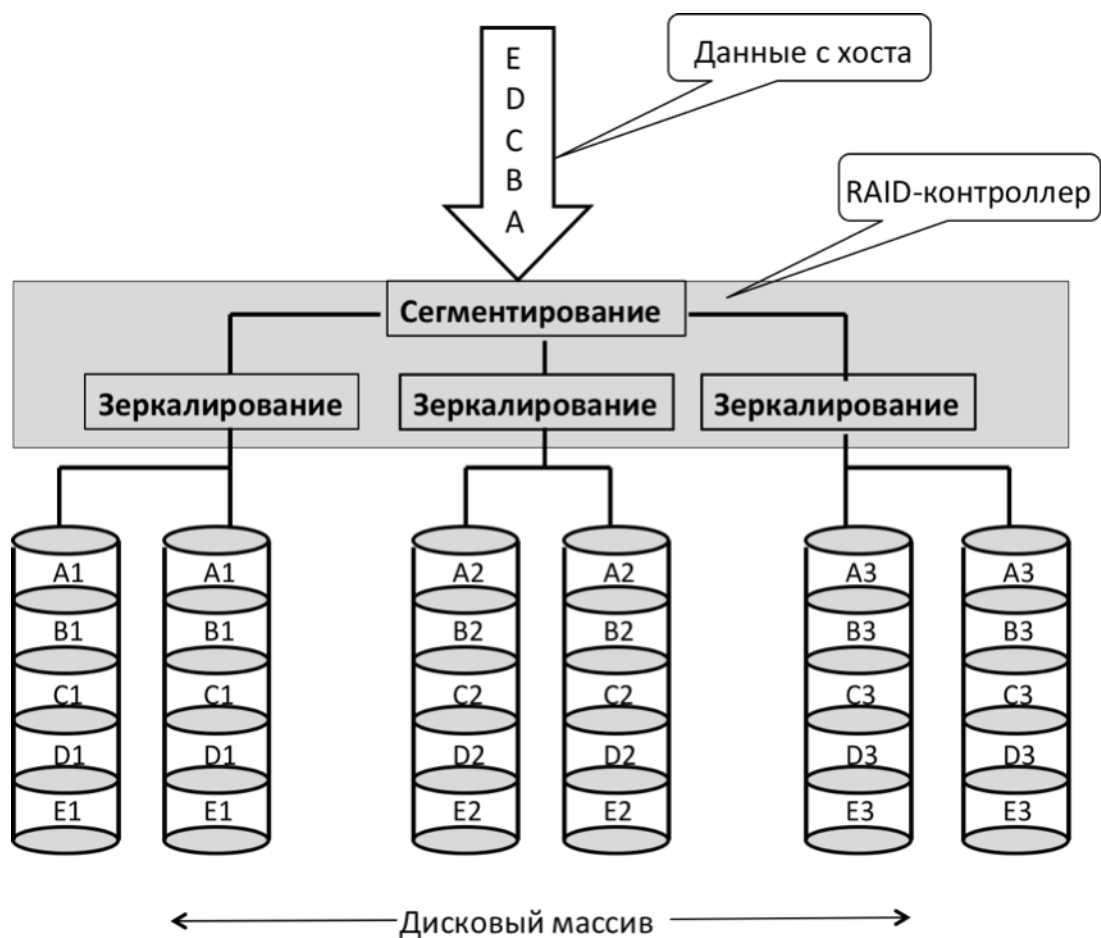 E
D
C
B
A
Данные с хоста
RAID-контроллер
Сегментирование
Зеркалирование Зеркалирование Зеркалирование
A1 A1 A2 A2 A3 A3
B1 B1 B2 B2 B3 B3
C1 C1 C2 C2 C3 C3
D1 D1 D2 D2 D3 D3
E1 E1 E2 E2 E3 E3
Дисковый массив